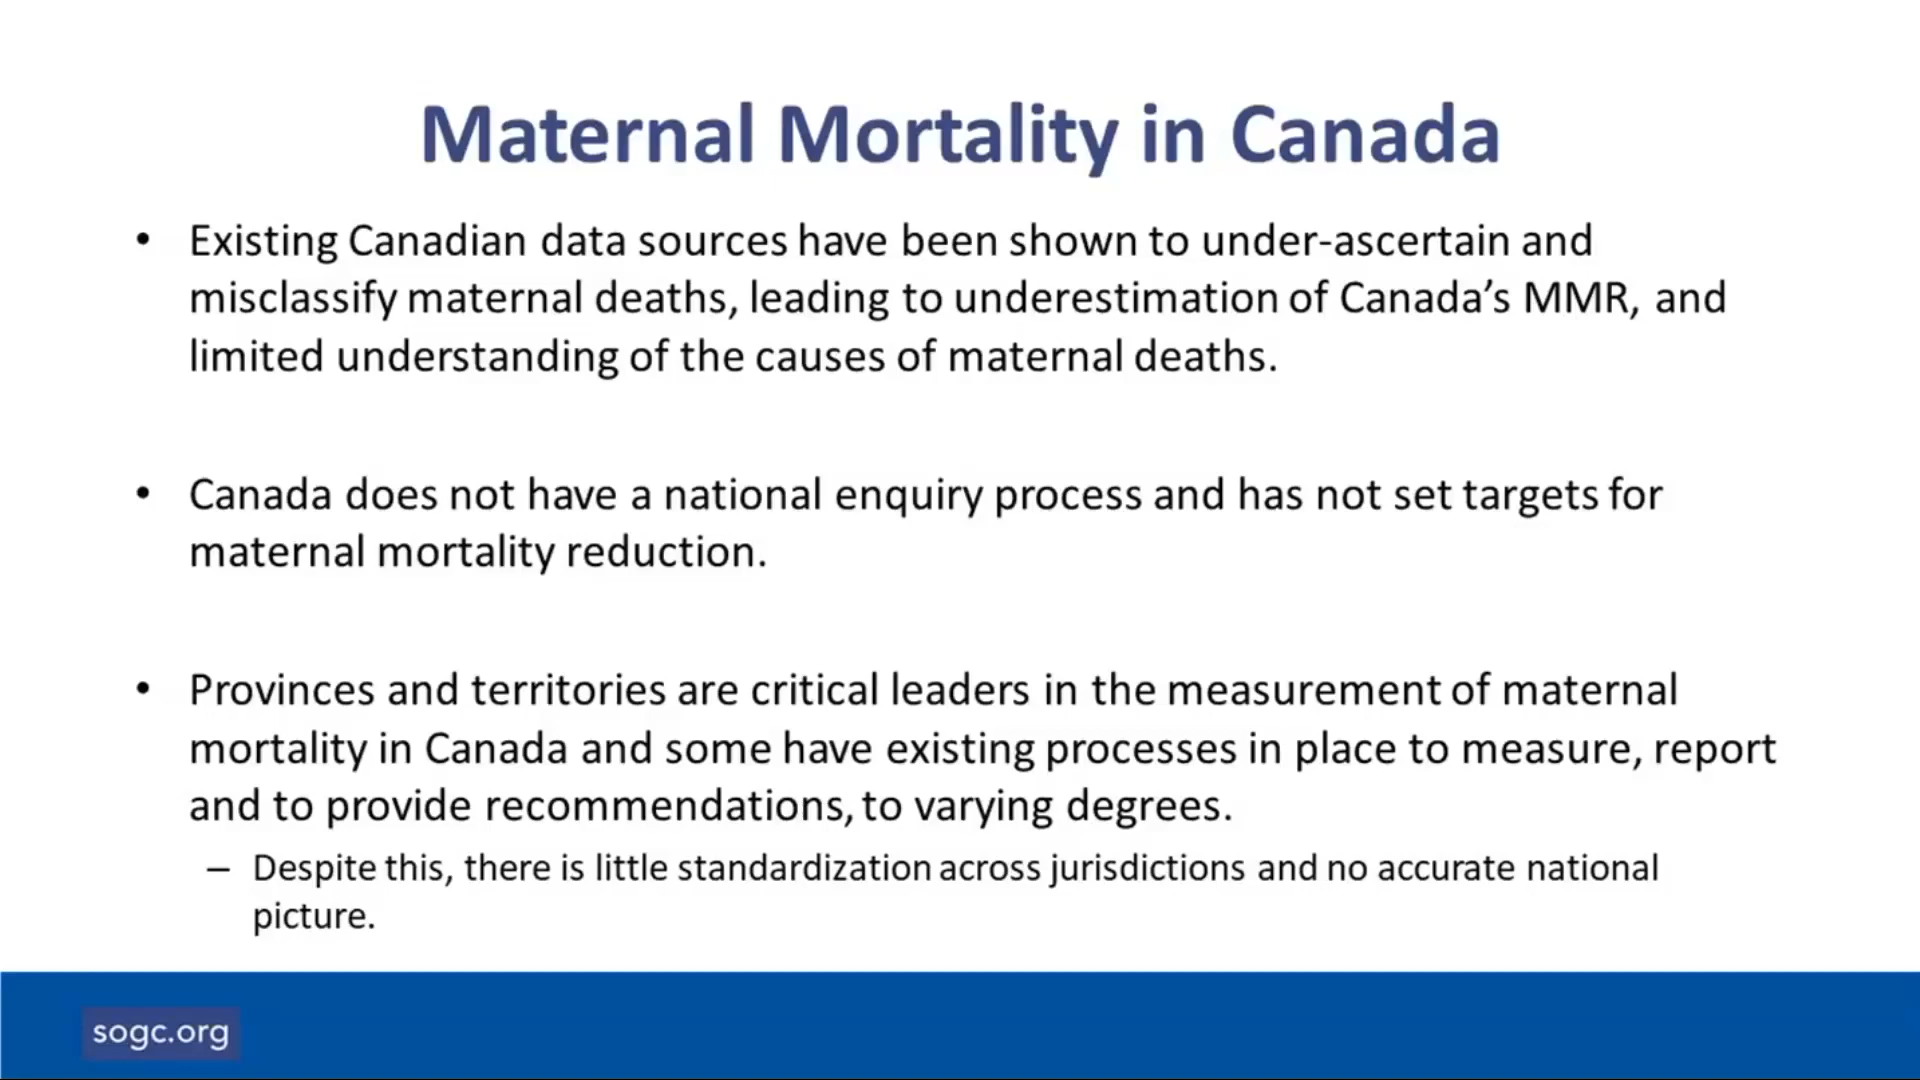 Maternal Mortality in Canada
• Existing Canadian data sources have been shown to under-ascertain and
misclassify maternal deaths, leading to underestimation of Canada’s MMR, and
limited understanding of the causes of maternal deaths.
• Canada does not have a national enquiry process and has not set targets for
maternal mortality reduction.
• Provinces and territories are critical leaders in the measurement of maternal
mortality in Canada and some have existing processes in place to measure, report
and to provide recommendations, to varying degrees.
– Despite this, there is little standardization across jurisdictions and no accurate national
picture.
sogc.org